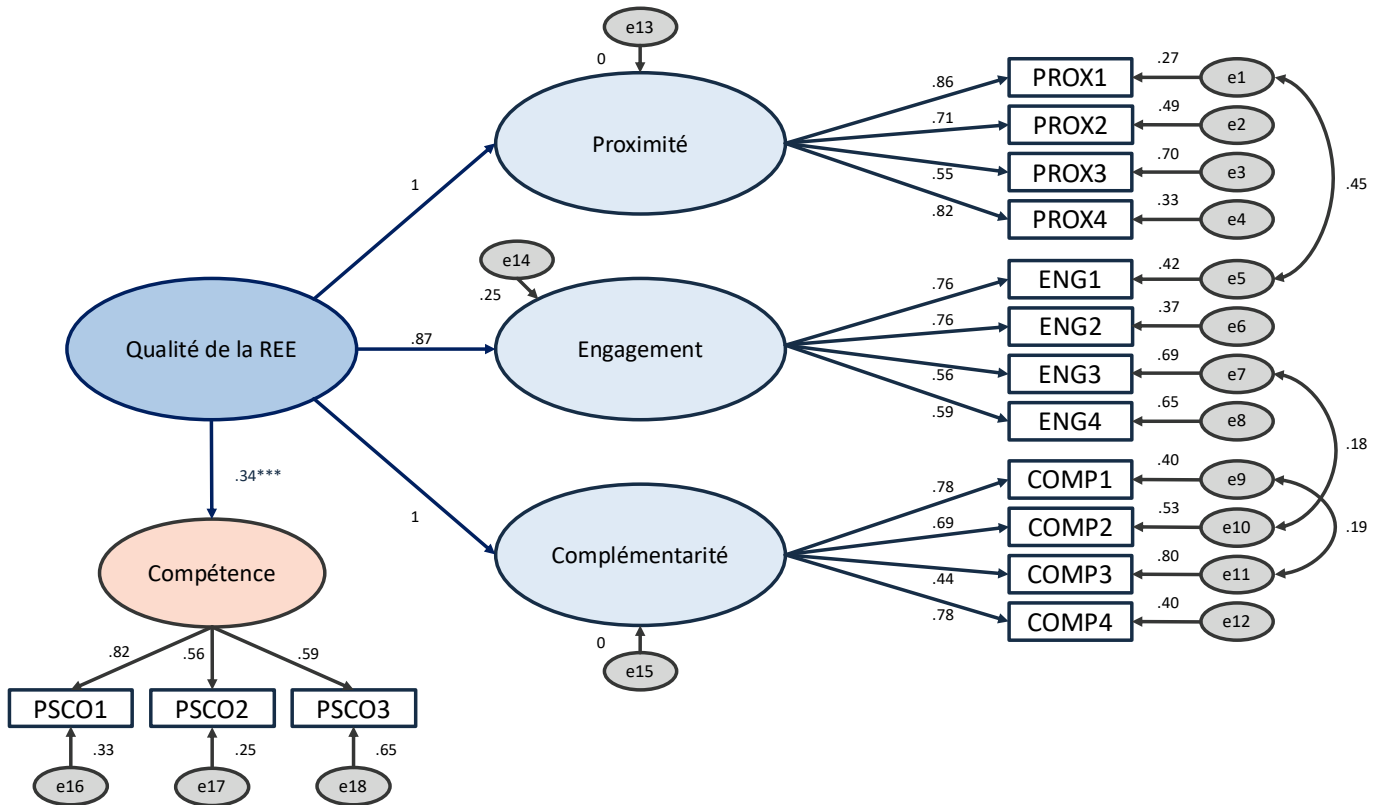 e13
0
Proximité
.86
.71
.55
.82
PROX1
PROX2
PROX3
PROX4
.27
.49
.70
.33
e1
e2
e3
e4
.45
1
e14
.25
Qualité de la REE
.87
Engagement
.76
.76
.56
.59
ENG1
ENG2
ENG3
ENG4
.42
.37
.69
.65
e5
e6
e7
e8
.18
.34***
1
Complémentarité
.78
.69
.44
.78
COMP1
COMP2
COMP3
COMP4
.40
.53
.80
.40
e9
e10
e11
e12
.19
0
e15
Compétence
.82
.56
.59
PSCO1
PSCO2
PSCO3
.33
.25
.65
e16
e17
e18